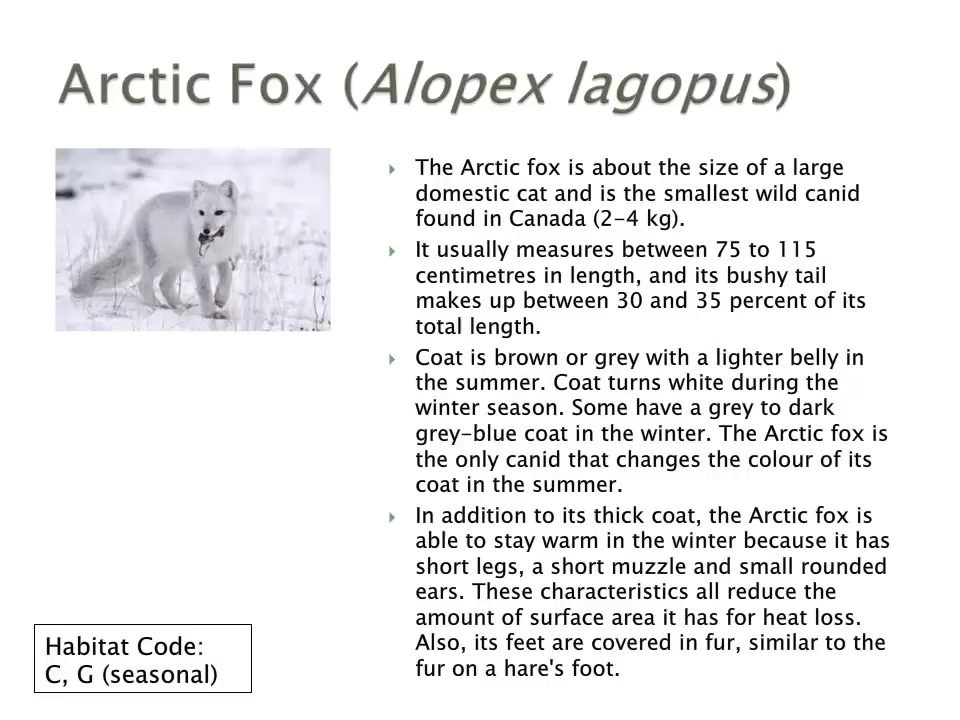 Arctic Fox (Alopex lagopus)
The Arctic fox is about the size of a large
domestic cat and is the smallest wild canid
found in Canada (2-4 kg).
It usually measures between 75 to 115
centimetres in length, and its bushy tail
makes up between 30 and 35 percent of its
total length.
Coat is brown or grey with a lighter belly in
the summer. Coat turns white during the
winter season. Some have a grey to dark
grey-blue coat in the winter. The Arctic fox is
the only canid that changes the colour of its
coat in the summer.
In addition to its thick coat, the Arctic fox is
able to stay warm in the winter because it has
short legs, a short muzzle and small rounded
ears. These characteristics all reduce the
amount of surface area it has for heat loss.
Also, its feet are covered in fur, similar to the
fur on a hare's foot.
Habitat Code:
C, G (seasonal)